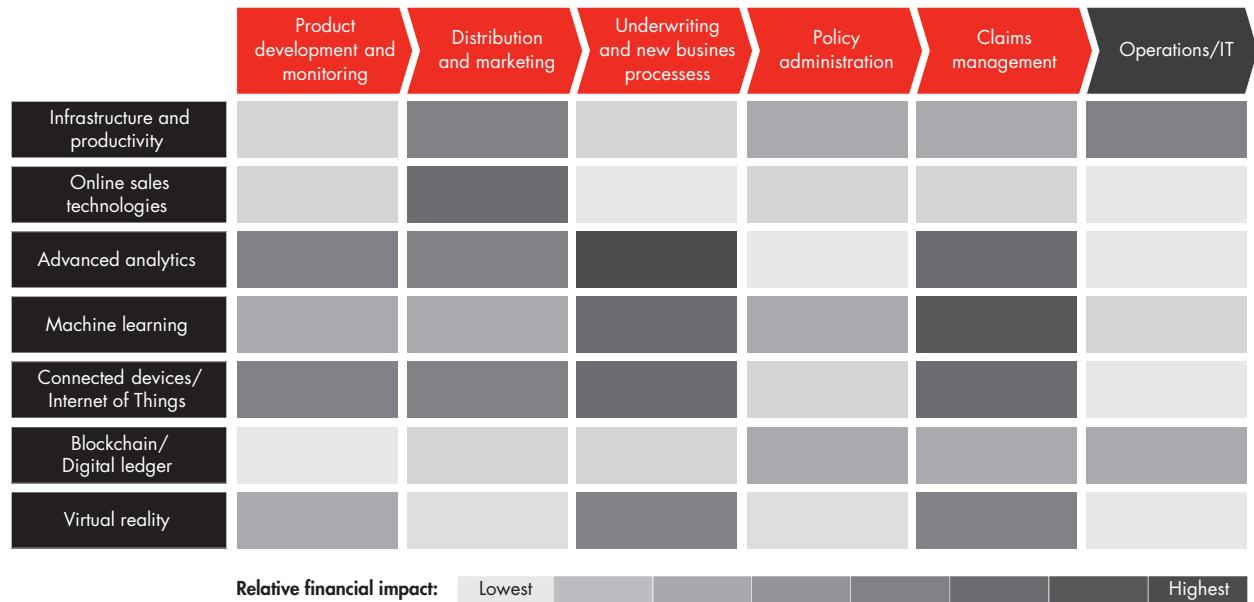 Product
development and
monitoring
Distribution
and marketing
Underwriting
and new busines
processess
Policy
administration
Claims
management
Operations/IT
Infrastructure and
productivity
Online sales
technologies
Advanced analytics
Machine learning
Connected devices/
Internet of Things
Blockchain/
Digital ledger
Virtual reality
Relative financial impact: Lowest Highest